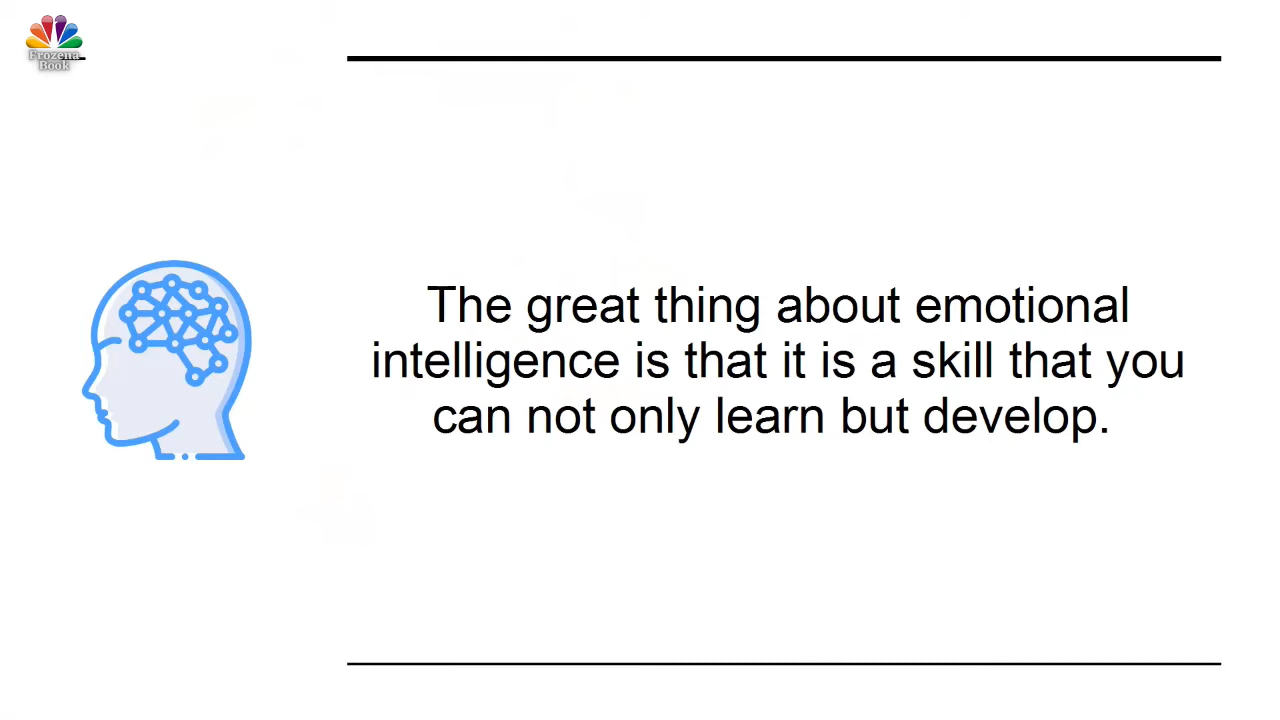 Frozena
Book
The great thing about emotional
intelligence is that it is a skill that you
can not only learn but develop.